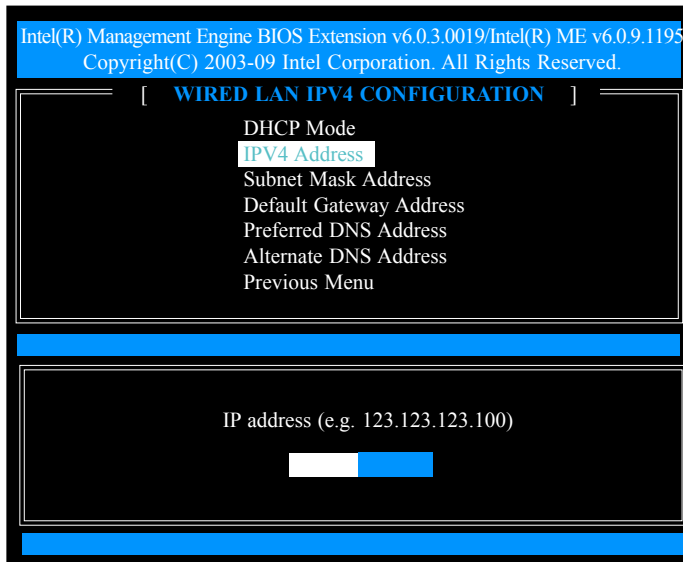 Intel(R) Management Engine BIOS Extension v6.0.3.0019/Intel(R) ME v6.0.9.1195
Copyright(C) 2003-09 Intel Corporation. All Rights Reserved.
[ WIRED LAN IPV4 CONFIGURATION ]
DHCP Mode
IPV4 Address
Subnet Mask Address
Default Gateway Address
Preferred DNS Address
Alternate DNS Address
Previous Menu
IP address (e.g. 123.123.123.100)